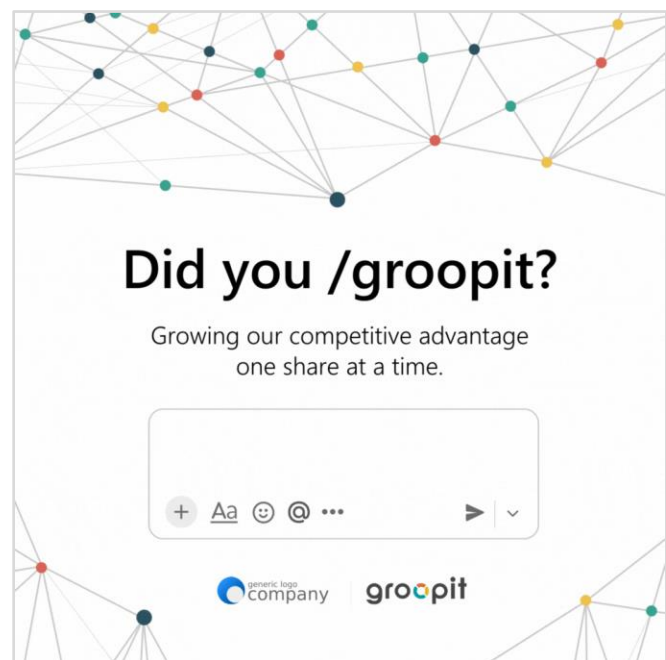 Did you /groopit?
Growing our competitive advantage
one share at a time.
+ Aa @ •••
generic logo
company
groopit